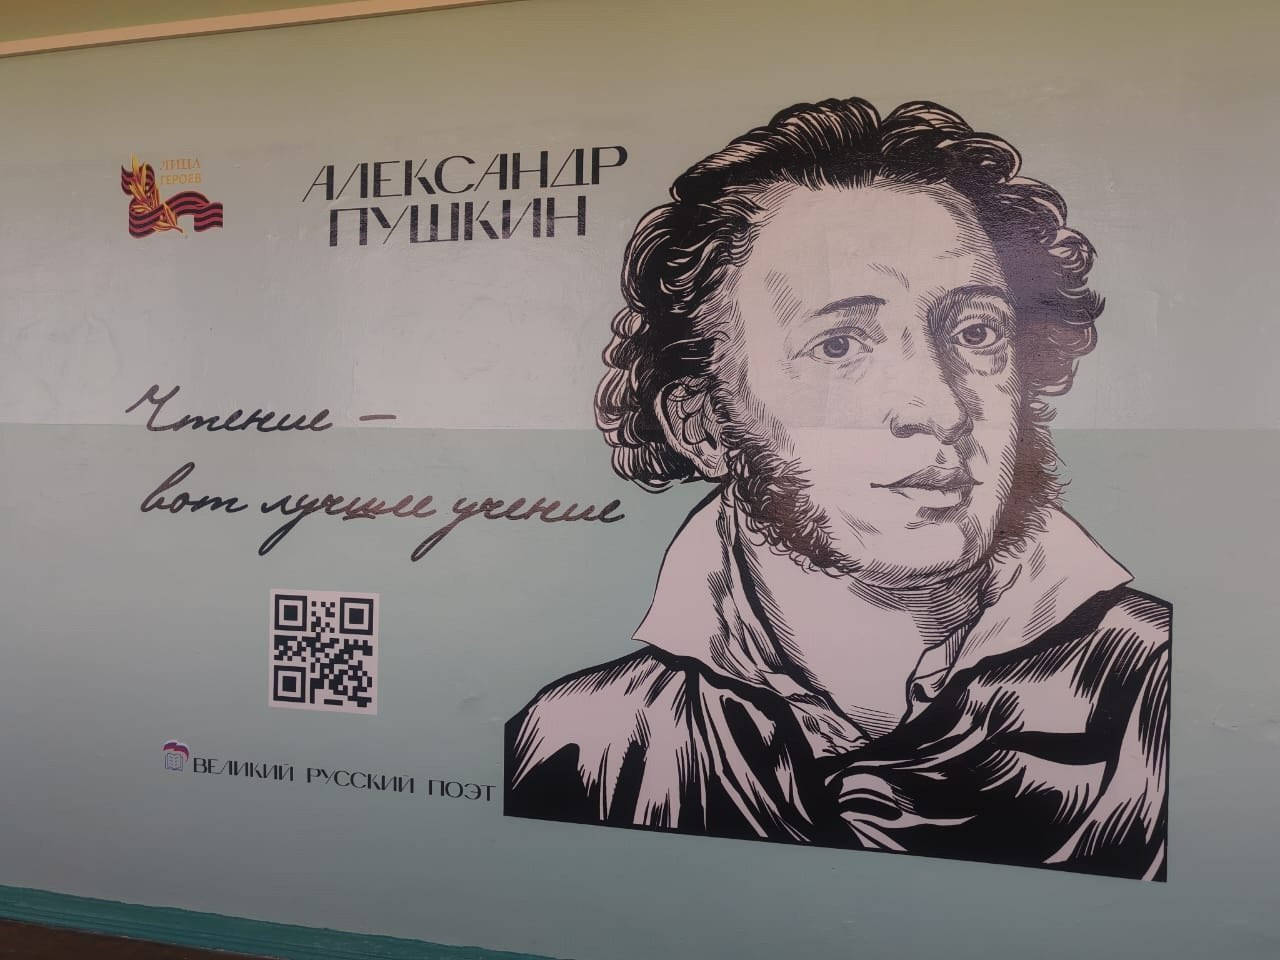 ЛИЦА
ГЕРОЕВ
АЛЕКСАНДР
ПУШКИН
Чтение –
вот лучшее учение
ВЕЛИКИЙ РУССКИЙ ПОЭТ